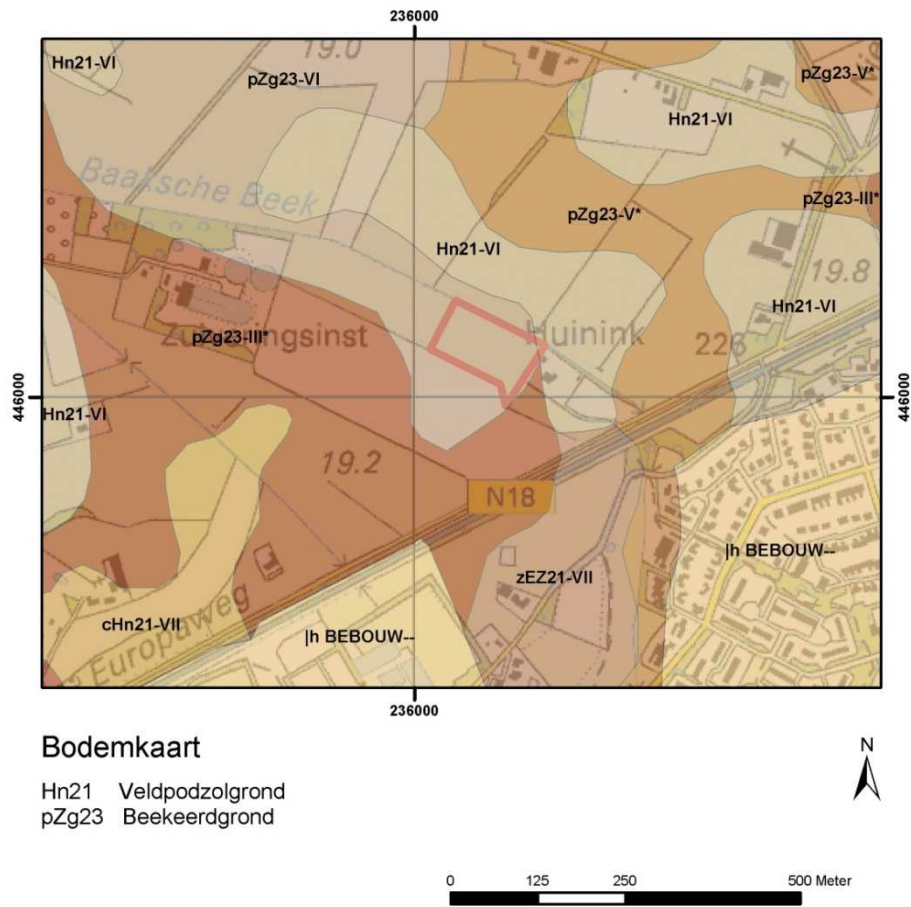 236000
Hn21-VI
19.0
pZg23-VI
pZg23-V*
Hn21-VI
Baaksche Beek
pZg23-III*
pZg23-V*
Hn21-VI
19.8
Hn21-VI
pZg23-III*
Huinink
226
446000
446000
Hn21-VI
19.2
N18
|h BEBOUW--
zEZ21-VII
cHn21-VII
Europaweg
|h BEBOUW--
236000
Bodemkaart
N
Hn21 Veldpodzolgrond
pZg23 Beekeerdgrond
0 125 250 500 Meter